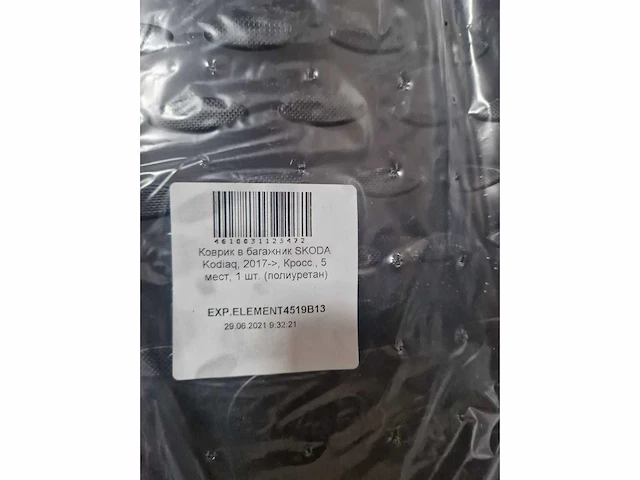 4610031125472
Коврик в багажник SKODA
Kodiaq, 2017->, Кросс., 5
мест, 1 шт. (полиуретан)
EXP.ELEMENT4519B13
29.06.2021 9:32:21